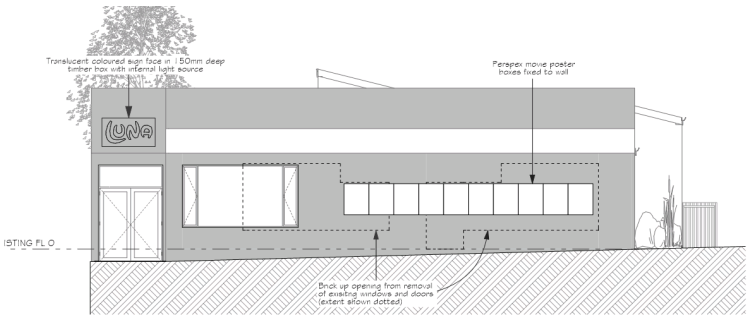 Translucent coloured sign face in 150mm deep
timber box with internal light source
Perspex movie poster
boxes fixed to wall
LUNA
ISTING FL O
Brick up opening from removal
of exisitng windows and doors
(extent shown dotted)